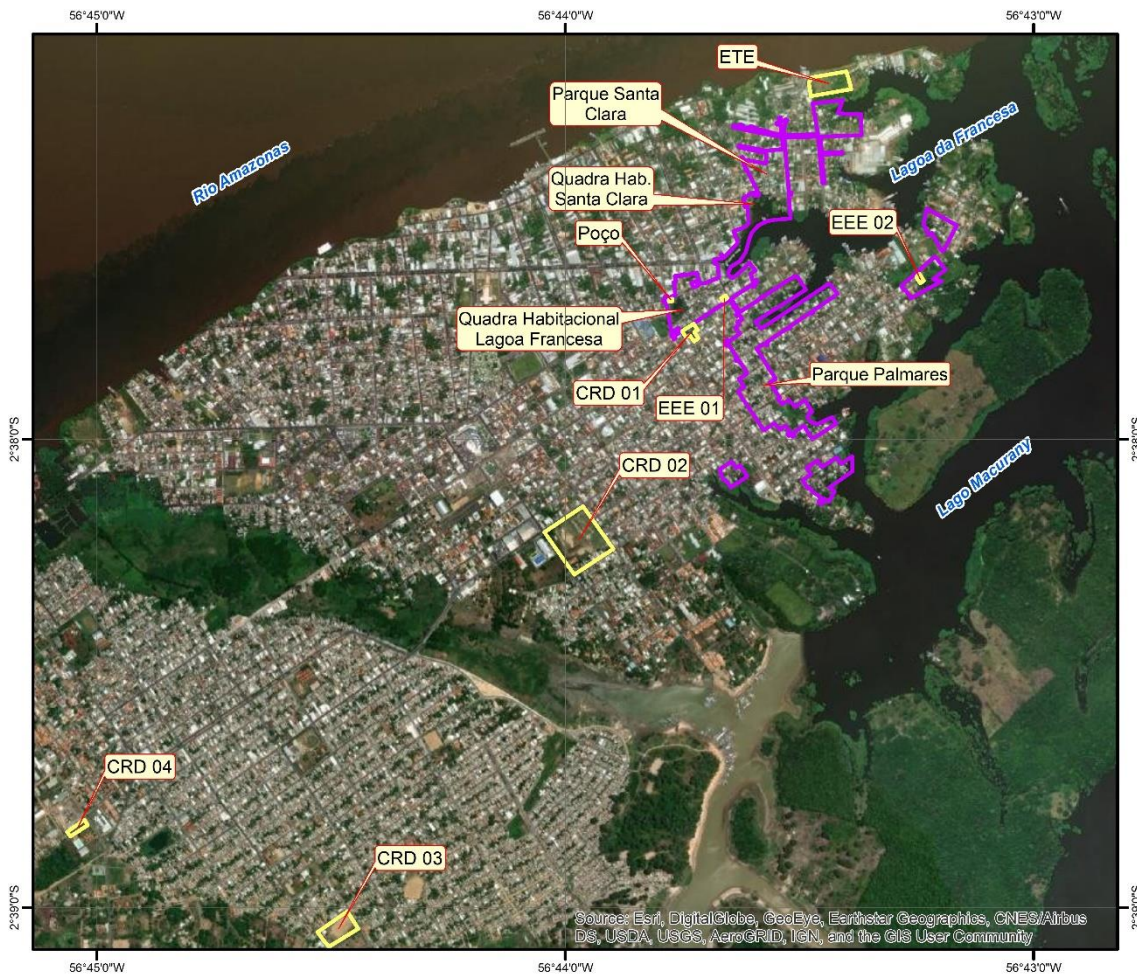 56°45'0"W
56°44'0"W
56°43'0"W
ETE
Parque Santa
Clara
Rio Amazonas
Lagoa da Francesa
Quadra Hab.
Santa Clara
EEE 02
Poço
Quadra Habitacional
Lagoa Francesa
Parque Palmares
CRD 01
EEE 01
2°38'0"S
2°38'0"S
CRD 02
Lago Macurany
CRD 04
CRD 03
2°39'0"S
2°39'0"S
Source: Esri, DigitalGlobe, GeoEye, Earthstar Geographics, CNES/Airbus
DS, USDA, USGS, AeroGRID, IGN, and the GIS User Community
56°45'0"W
56°44'0"W
56°43'0"W